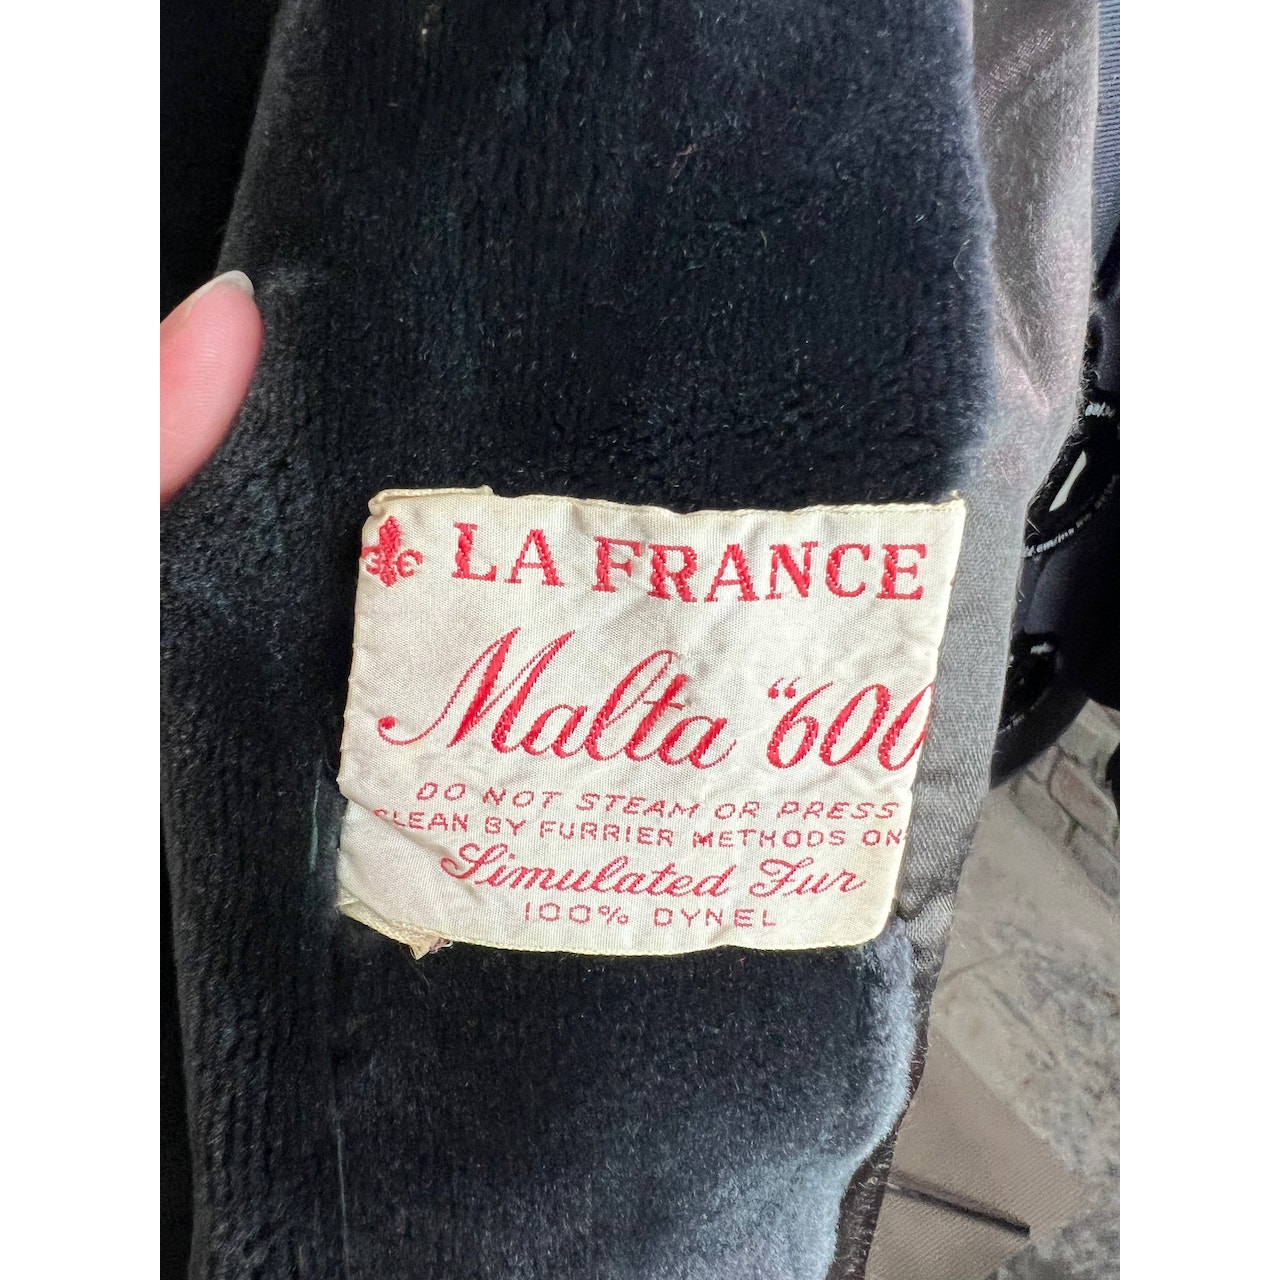 LA FRANCE
Malta "600
DO NOT STEAM OR PRESS
CLEAN BY FURRIER METHODS ON
Simulated Fur
100% DYNEL